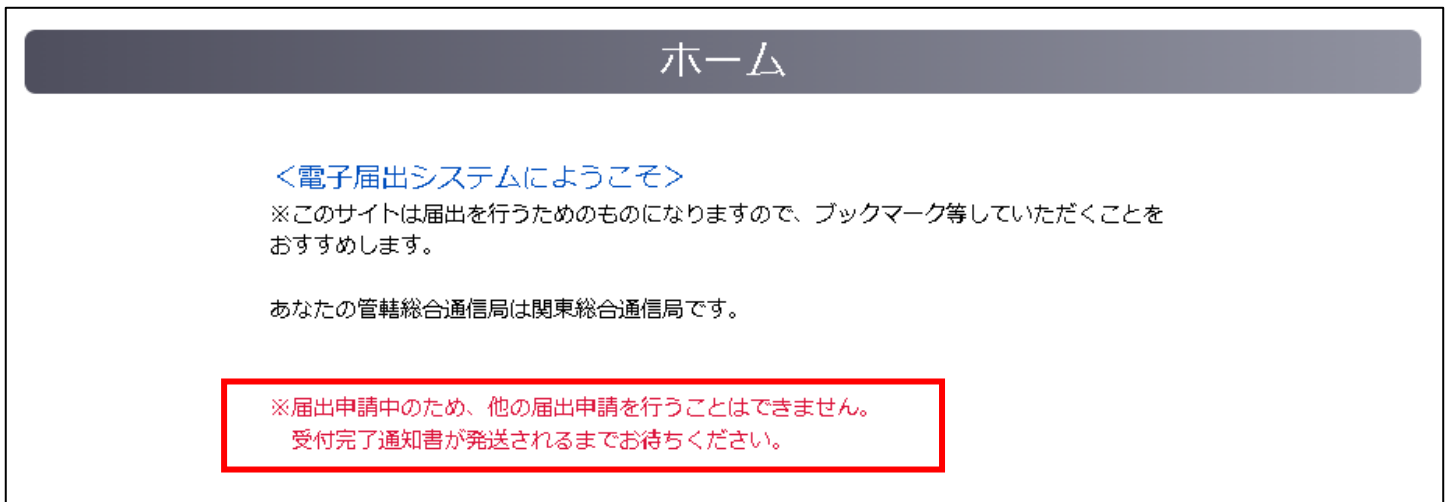 ホーム
＜電子届出システムにようこそ＞
※このサイトは届出を行うためのものになりますので、ブックマーク等していただくことを
おすすめします。
あなたの管轄総合通信局は関東総合通信局です。
※届出申請中のため、他の届出申請を行うことはできません。
受付完了通知書が発送されるまでお待ちください。